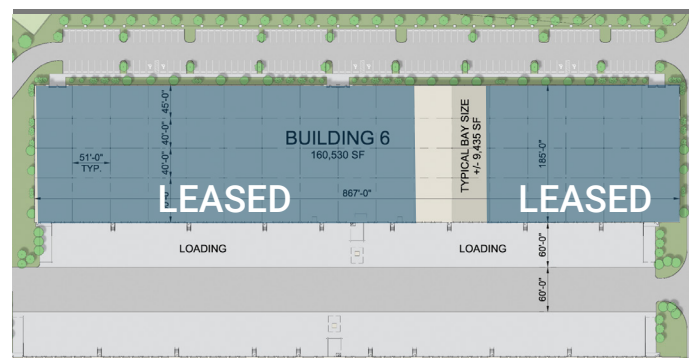 45'-0"
40'-0"
40'-0"
BUILDING 6
160,530 SF
TYPICAL BAY SIZE
+/- 9,435 SF
185'-0"
51'-0"
TYP.
867'-0"
LEASED
LEASED
LOADING
LOADING
60'-0"
60'-0"